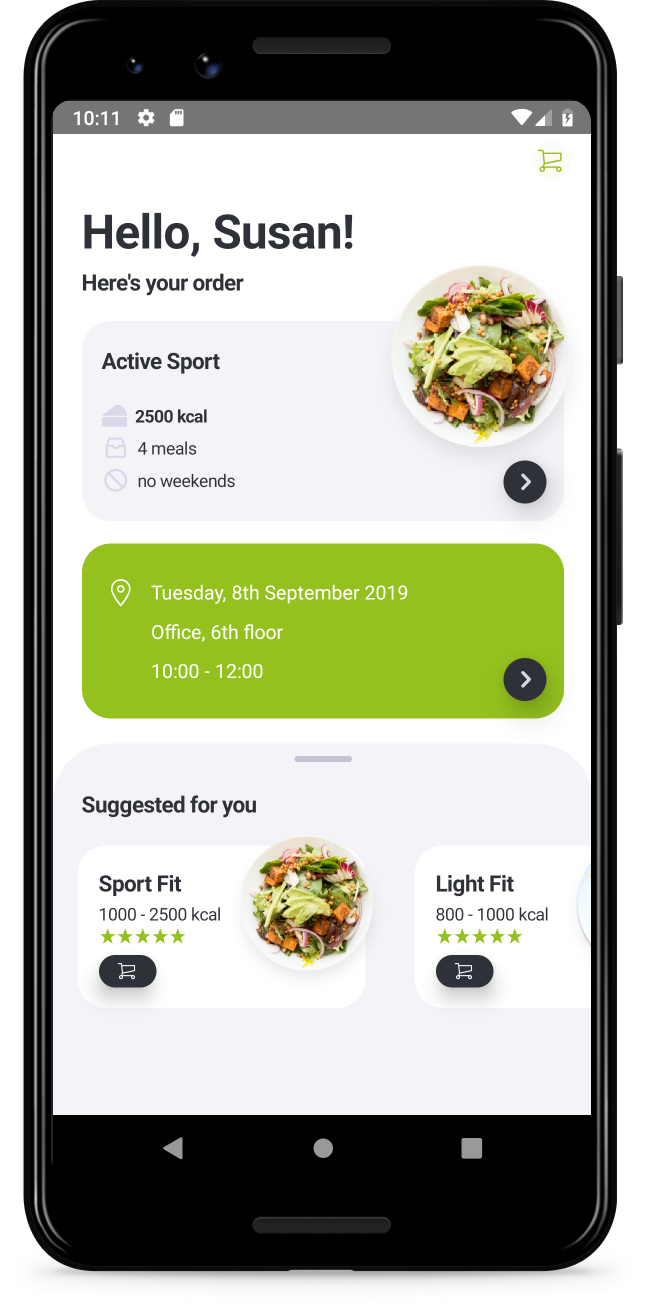 10:11
Hello, Susan!
Here's your order
Active Sport
2500 kcal
4 meals
no weekends
Tuesday, 8th September 2019
Office, 6th floor
10:00 - 12:00
Suggested for you
Sport Fit
1000 - 2500 kcal
Light Fit
800 - 1000 kcal